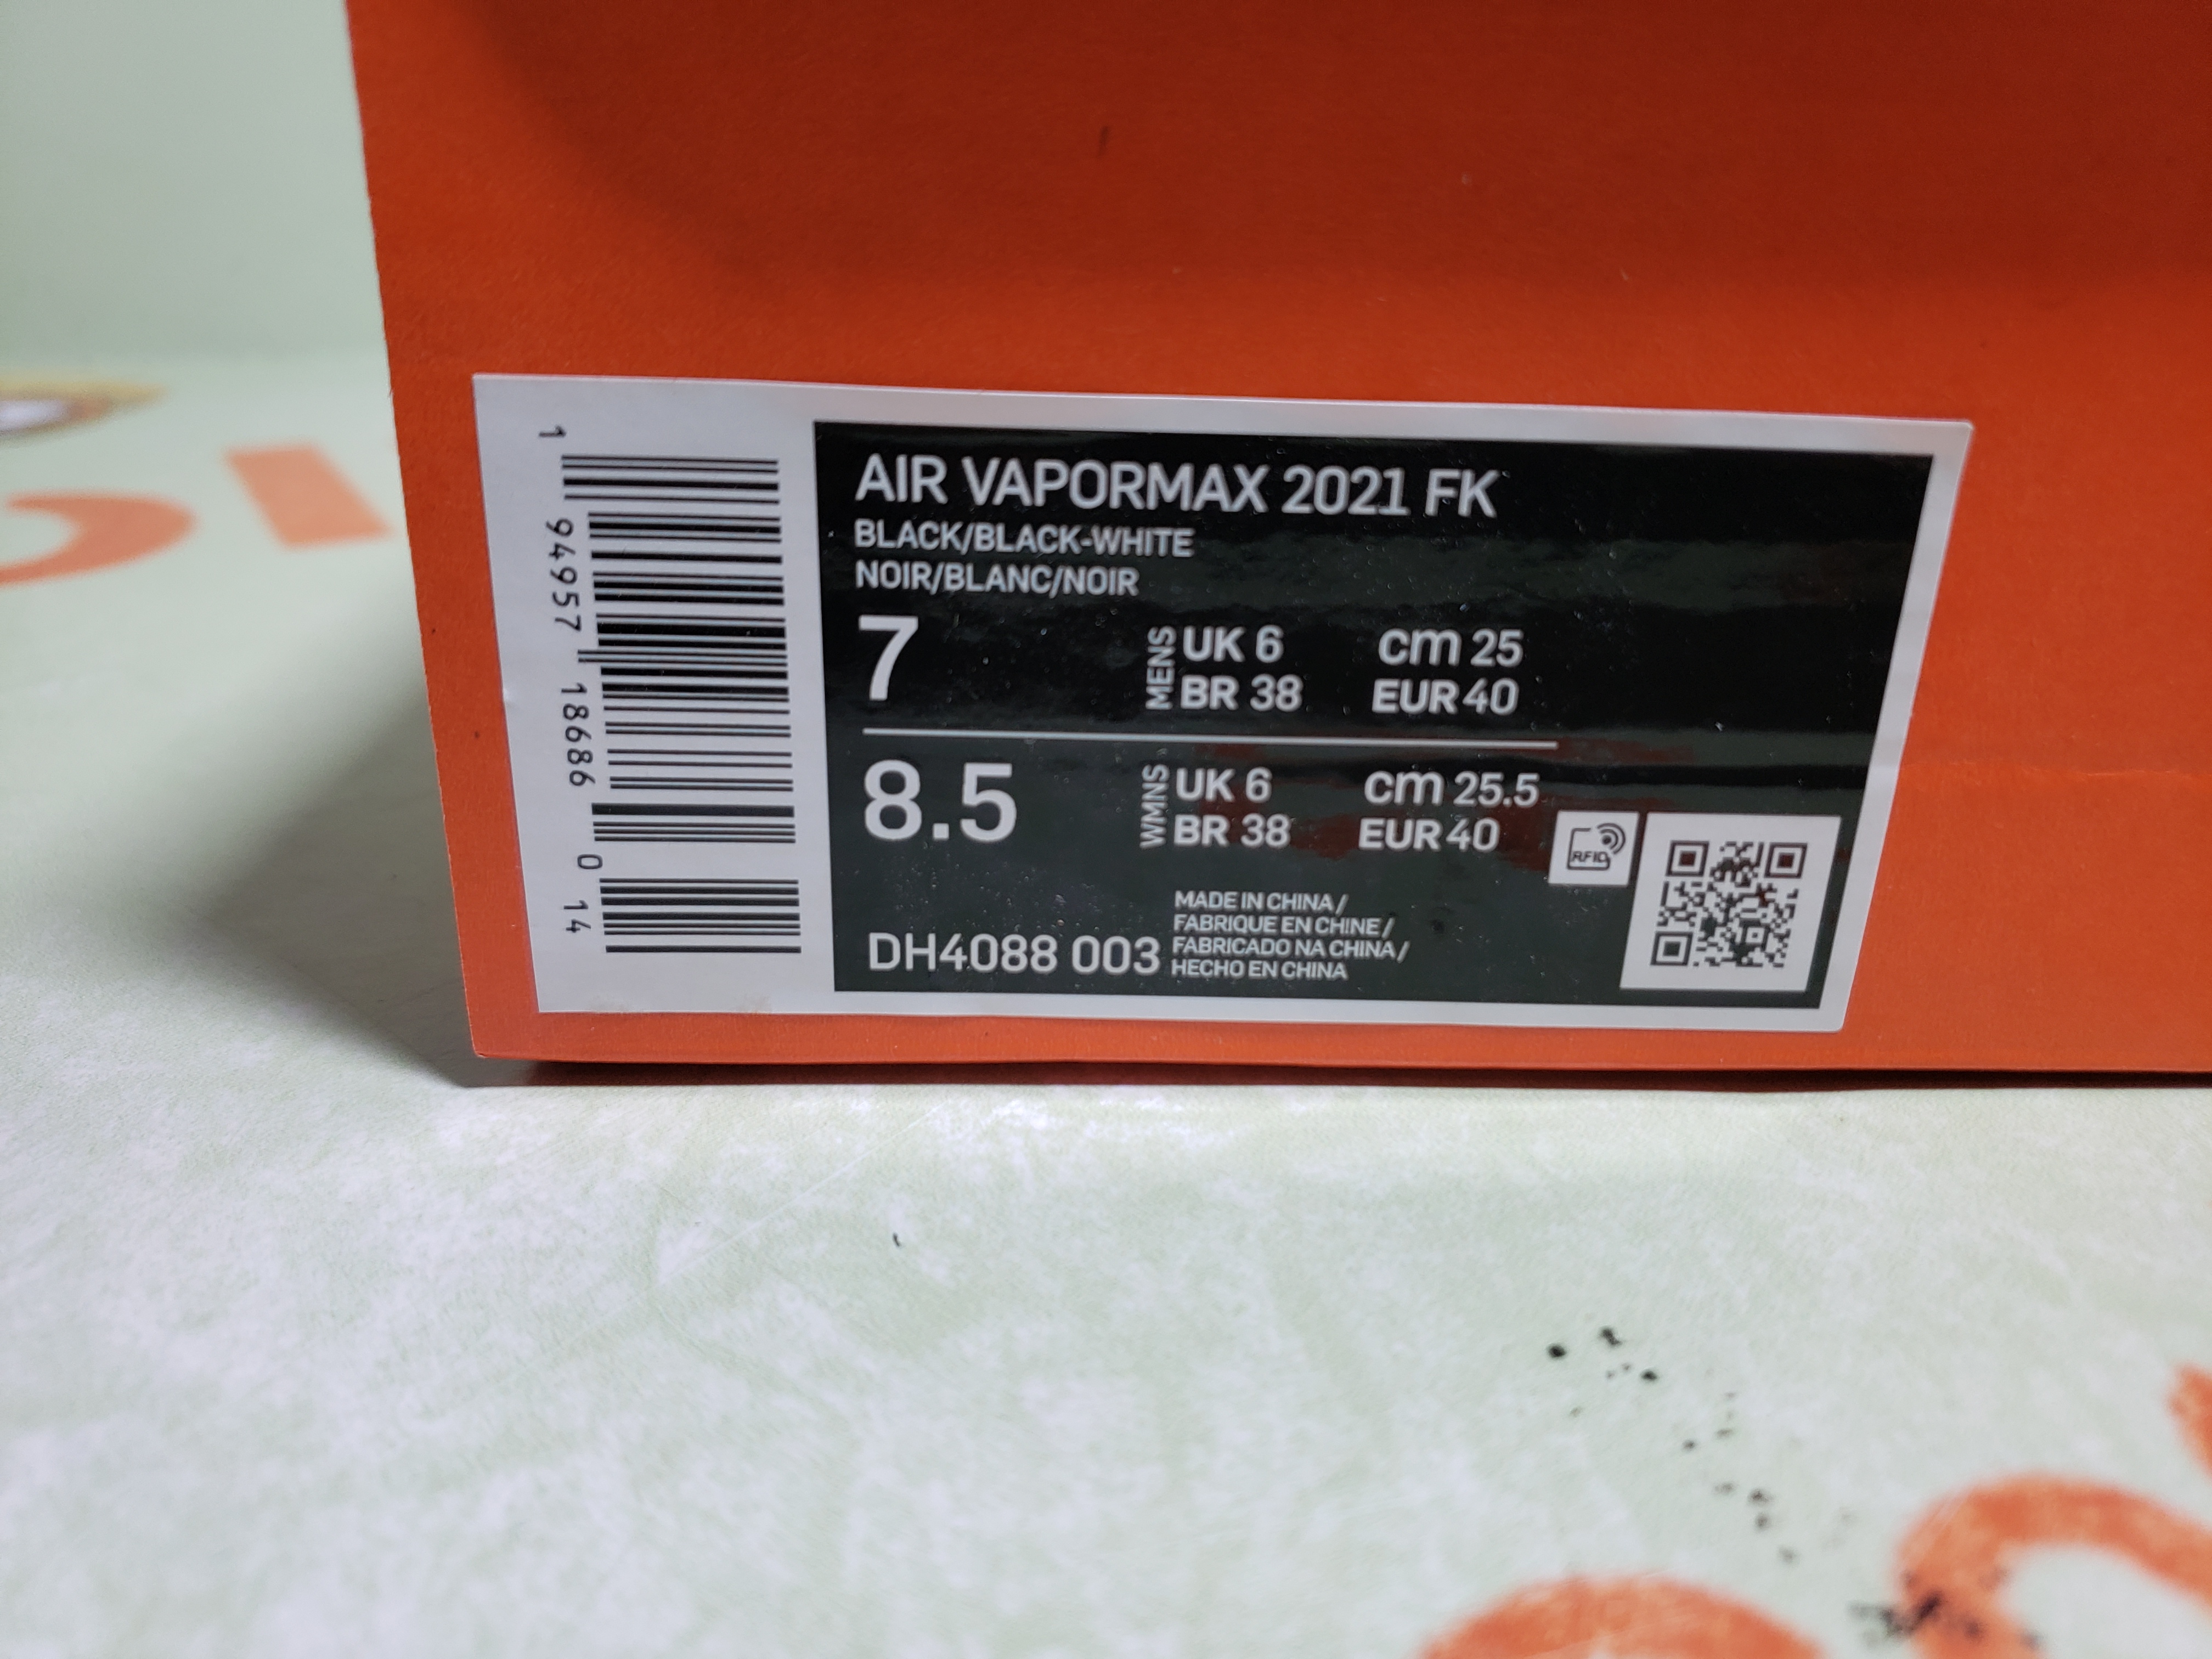 1 94957 18686 0 14
AIR VAPORMAX 2021 FK
BLACK/BLACK-WHITE
NOIR/BLANC/NOIR
7
MENS
UK 6 cm 25
BR 38 EUR 40
8.5
WMNS
UK 6 cm 25.5
BR 38 EUR 40
RFID
DH4088 003
MADE IN CHINA /
FABRIQUE EN CHINE /
FABRICADO NA CHINA /
HECHO EN CHINA